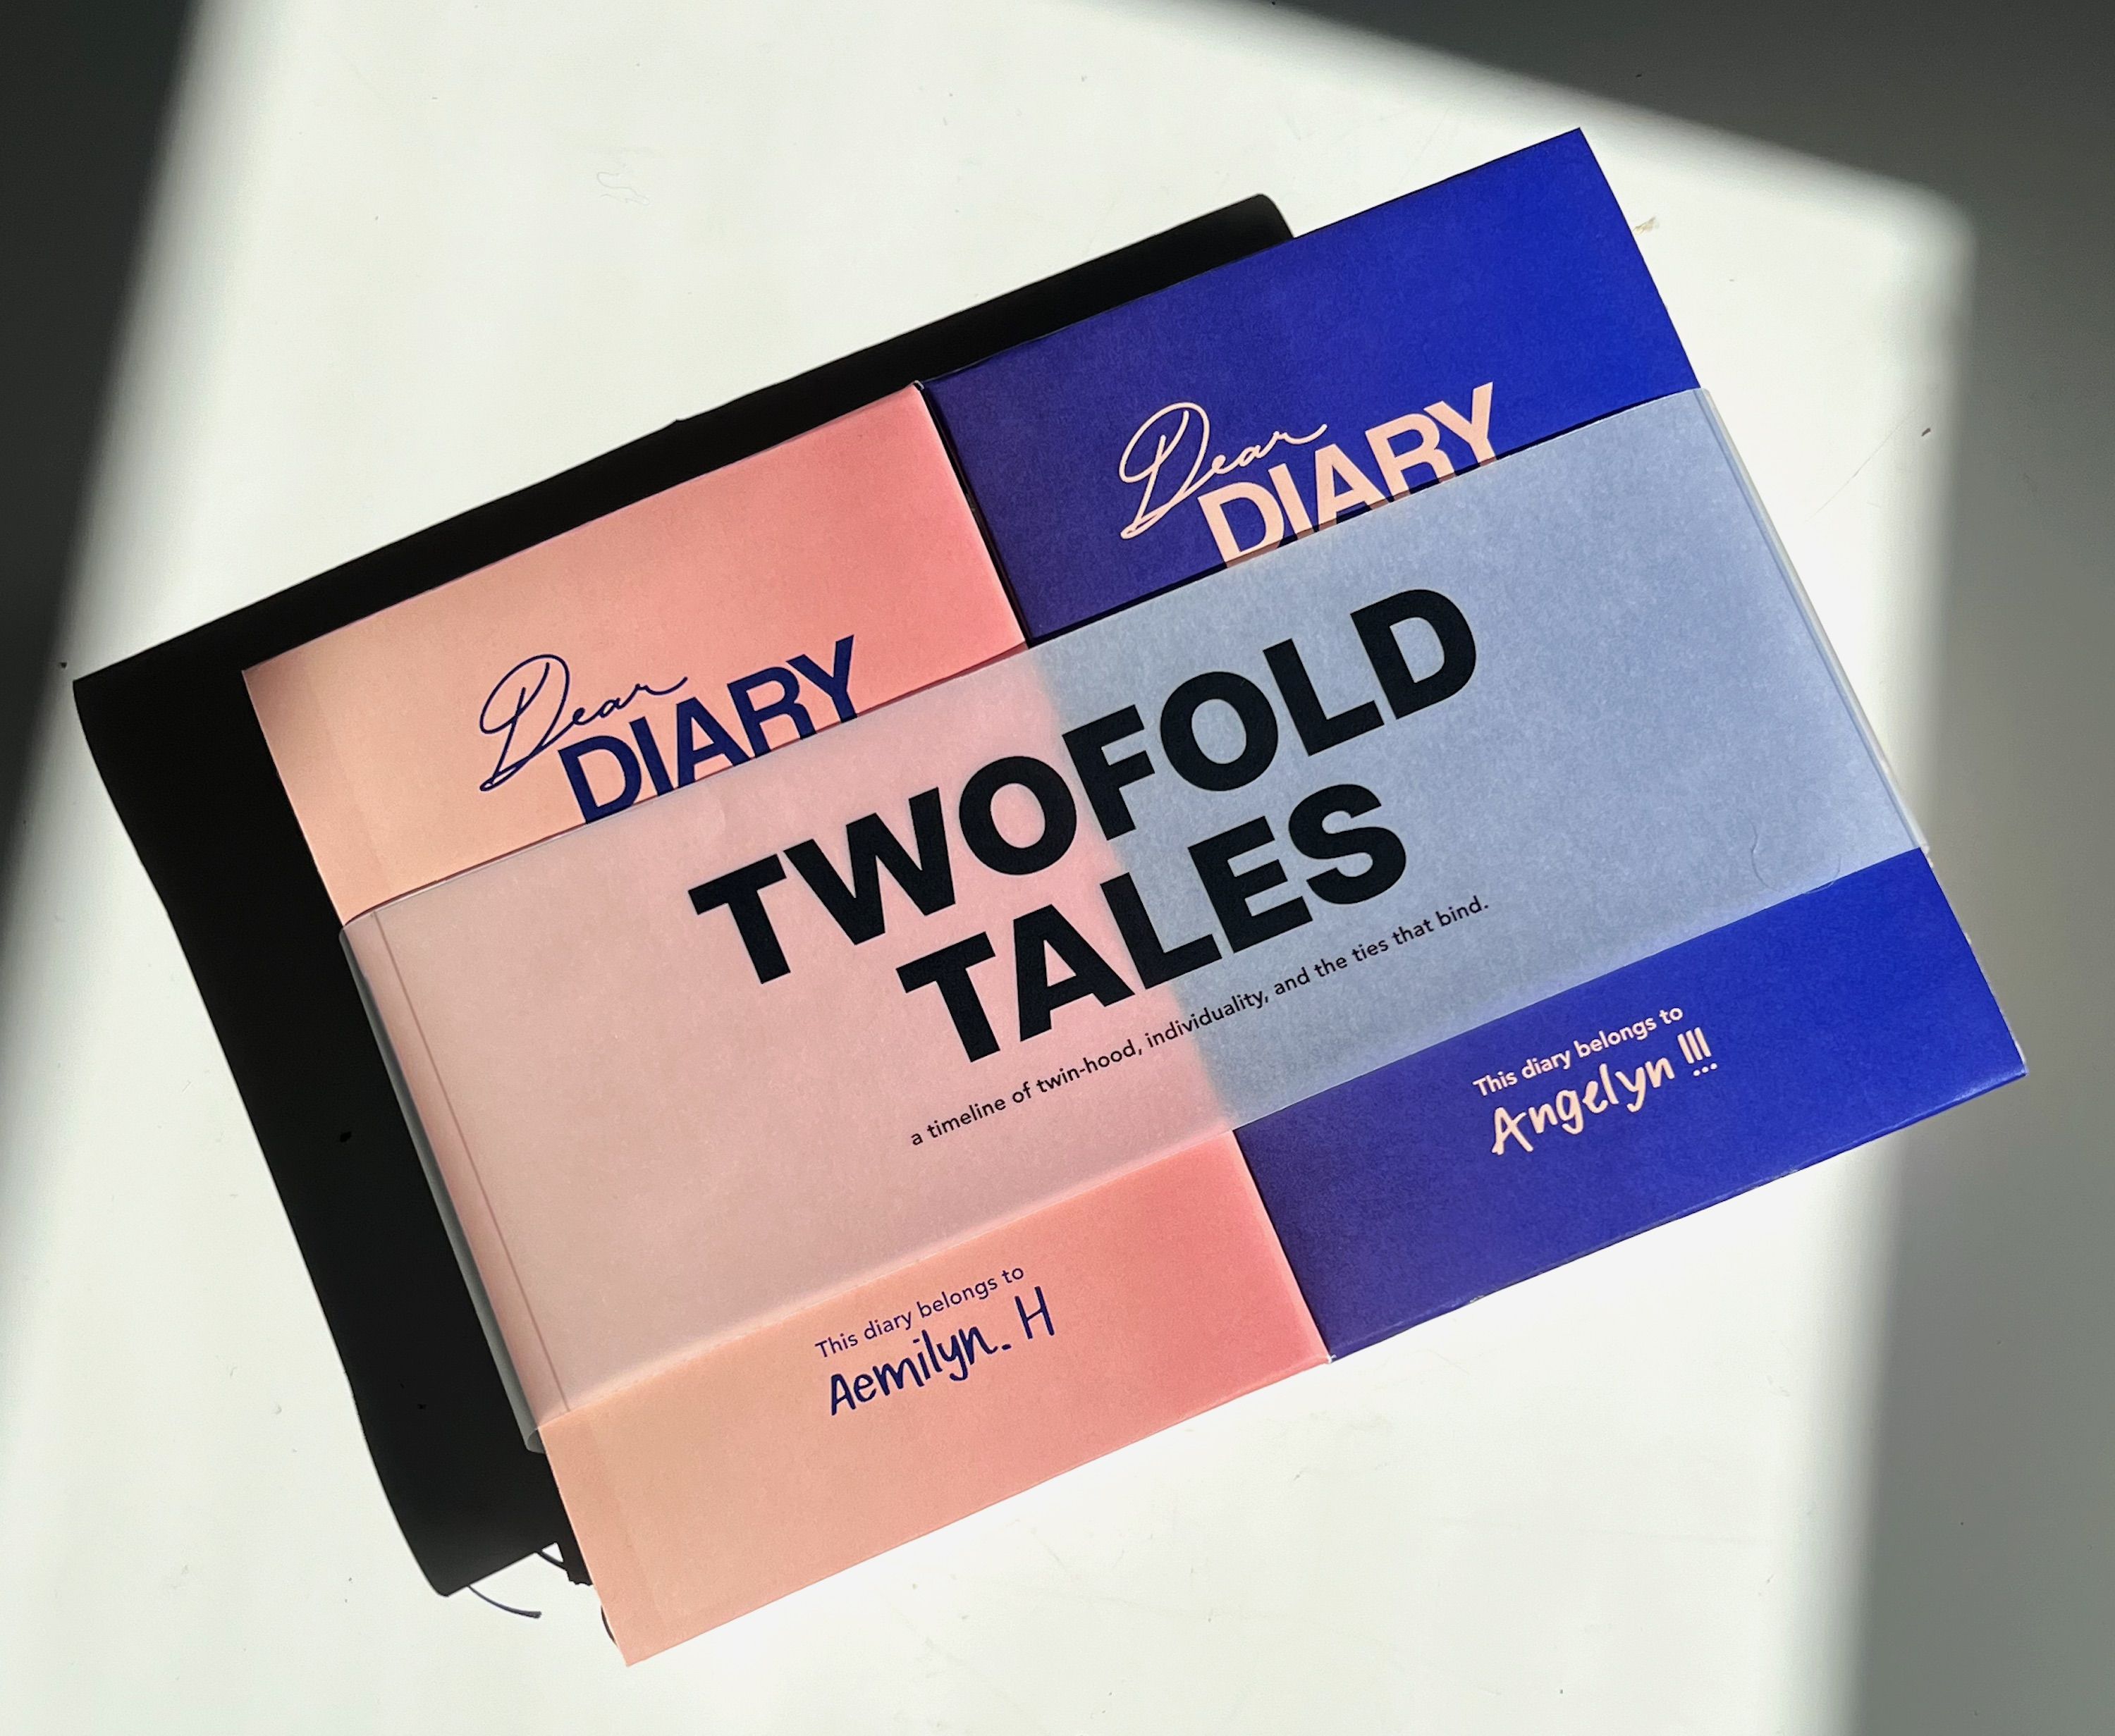 Dear
DIARY
Dear
DIARY
TWOFOLD
TALES
a timeline of twin-hood, individuality, and the ties that bind.
This diary belongs to
Aemilyn. H
This diary belongs to
Angelyn !!!